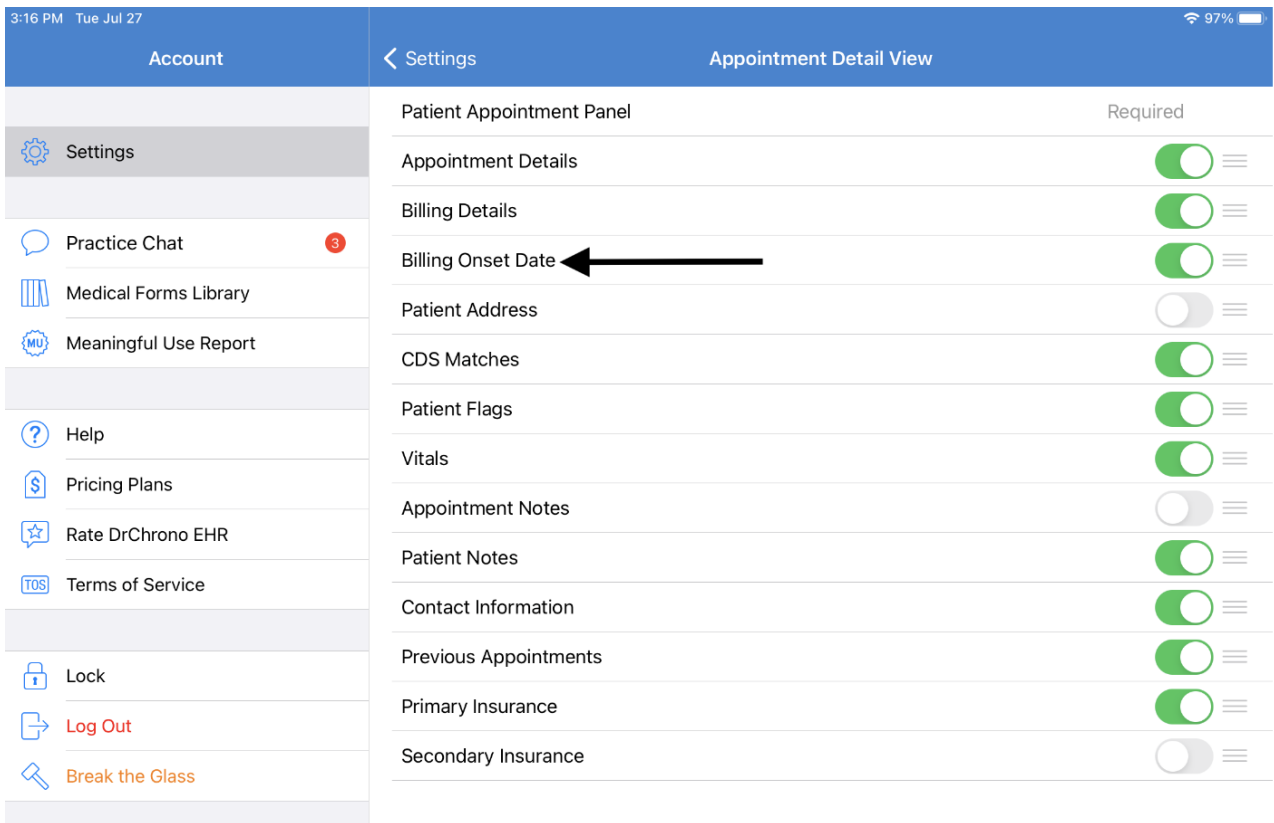 3:16 PM Tue Jul 27
97%
Account
Settings
Practice Chat
3
Medical Forms Library
MU
Meaningful Use Report
?
Help
$
Pricing Plans
Rate DrChrono EHR
TOS
Terms of Service
Lock
Log Out
Break the Glass
Settings
Appointment Detail View
Patient Appointment Panel Required
Appointment Details
Billing Details
Billing Onset Date
Patient Address
CDS Matches
Patient Flags
Vitals
Appointment Notes
Patient Notes
Contact Information
Previous Appointments
Primary Insurance
Secondary Insurance